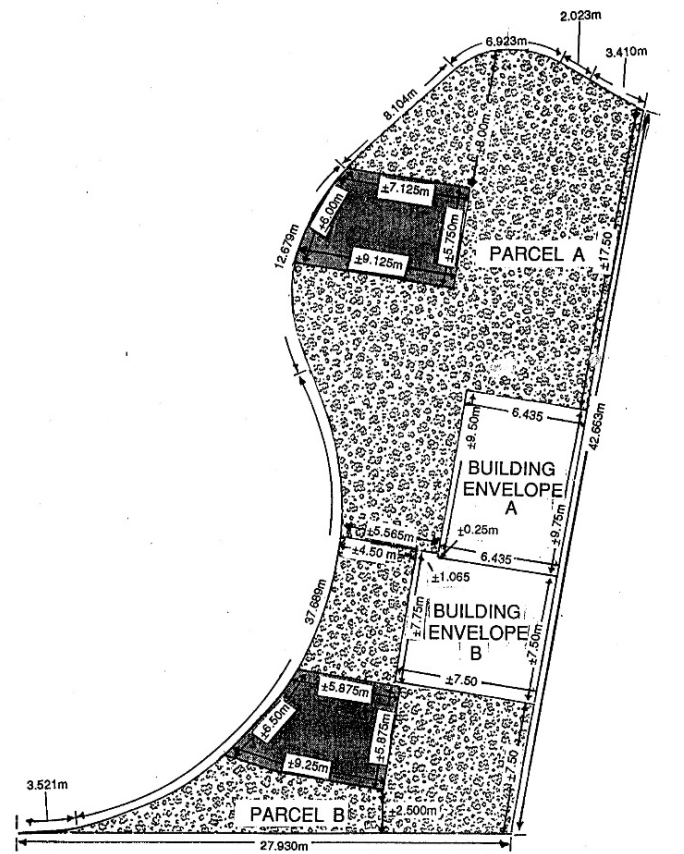 2.023m
6.923m
3.410m
8.104m
±8.00m
±7.125m
±6.00m
±5.750m
12.679m
±9.125m
PARCEL A
±17.50
6.435
±9.50m
42.663m
BUILDING
ENVELOPE
A
±9.75m
±5.565m
±0.25m
±4.50 m
6.435
±1.065
37.689m
±7.75m
BUILDING
ENVELOPE
B
±7.50m
±7.50
±5.875m
±6.50m
±5.875m
±9.25m
±7.50
3.521m
PARCEL B
±2.500m
27.930m